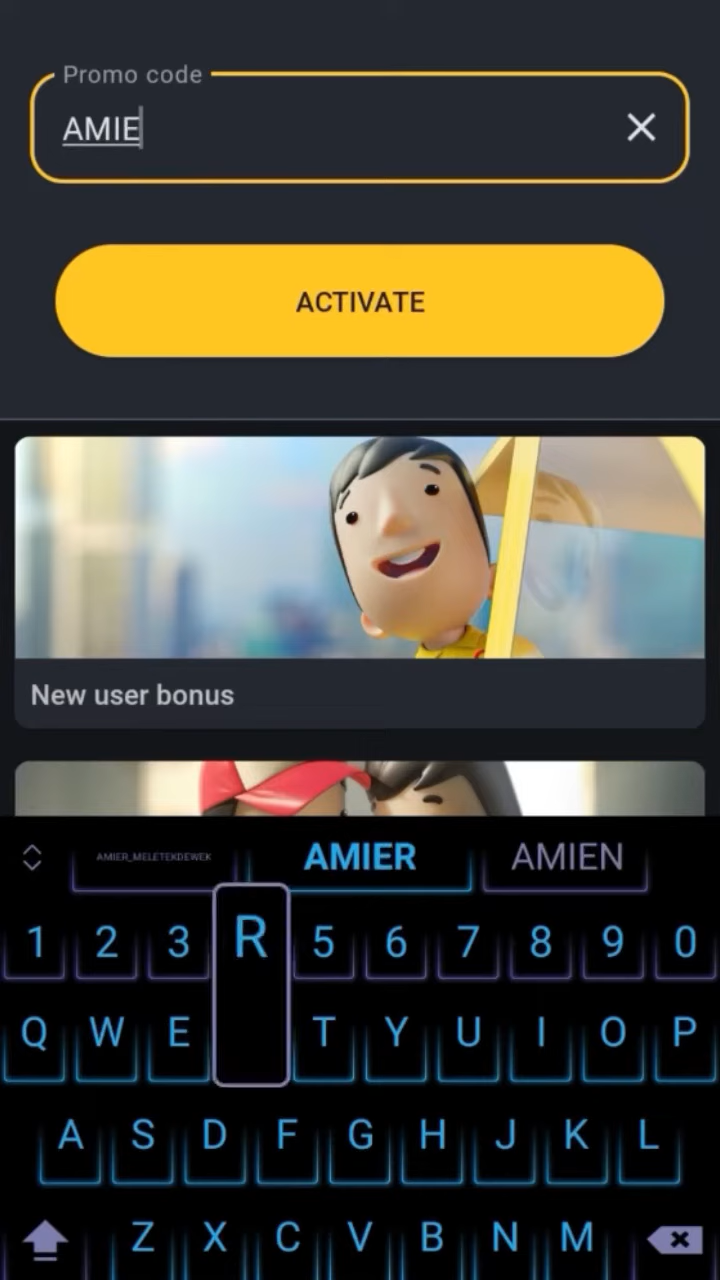 Promo code
AMIE
ACTIVATE
New user bonus
AMIER_MELETEKDEWEK AMIER AMIEN
1 2 3 R 5 6 7 8 9 0
Q W E T Y U I O P
A S D F G H J K L
Z X C V B N M